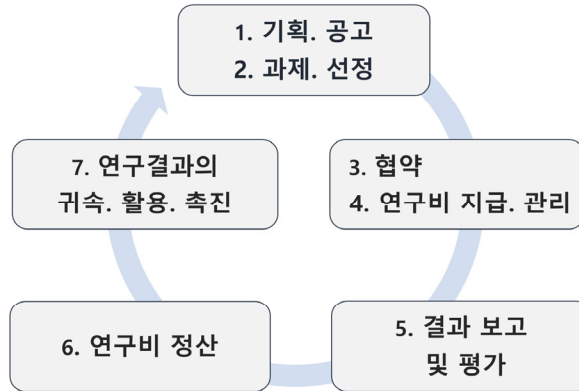 1. 기획. 공고
2. 과제. 선정
3. 협약
4. 연구비 지급. 관리
5. 결과 보고
및 평가
6. 연구비 정산
7. 연구결과의
귀속. 활용. 촉진